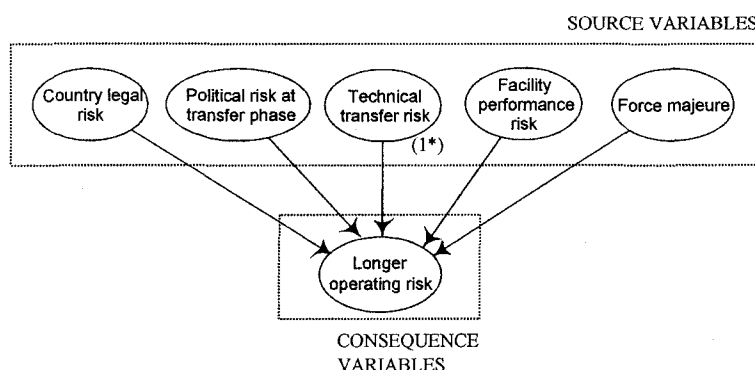 SOURCE VARIABLES
Country legal
risk
Political risk at
transfer phase
Technical
transfer risk
(1*)
Facility
performance
risk
Force majeure
Longer
operating risk
CONSEQUENCE
VARIABLES